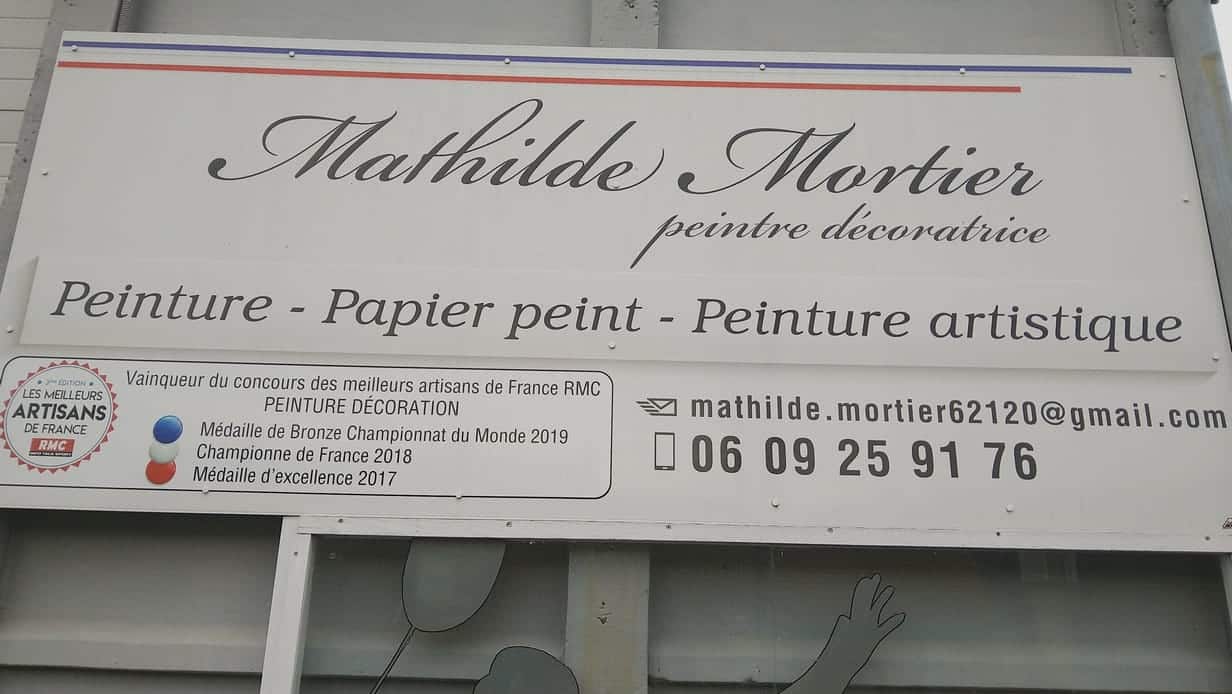 Mathilde Mortier
peintre décoratrice
Peinture - Papier peint - Peinture artistique
ÉDITION
LES MEILLEURS
ARTISANS
DE FRANCE
RMC
Vainqueur du concours des meilleurs artisans de France RMC
PEINTURE DÉCORATION
Médaille de Bronze Championnat du Monde 2019
Championne de France 2018
Médaille d'excellence 2017
mathilde.mortier62120@gmail.com
06 09 25 91 76